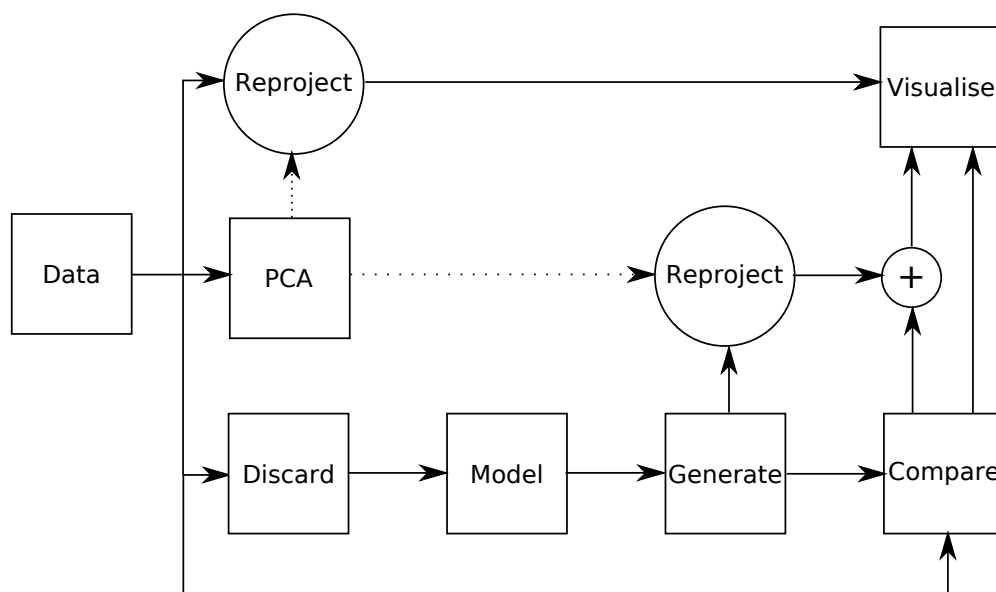 Reproject
Visualise
Data
PCA
Reproject
+
Discard
Model
Generate
Compare